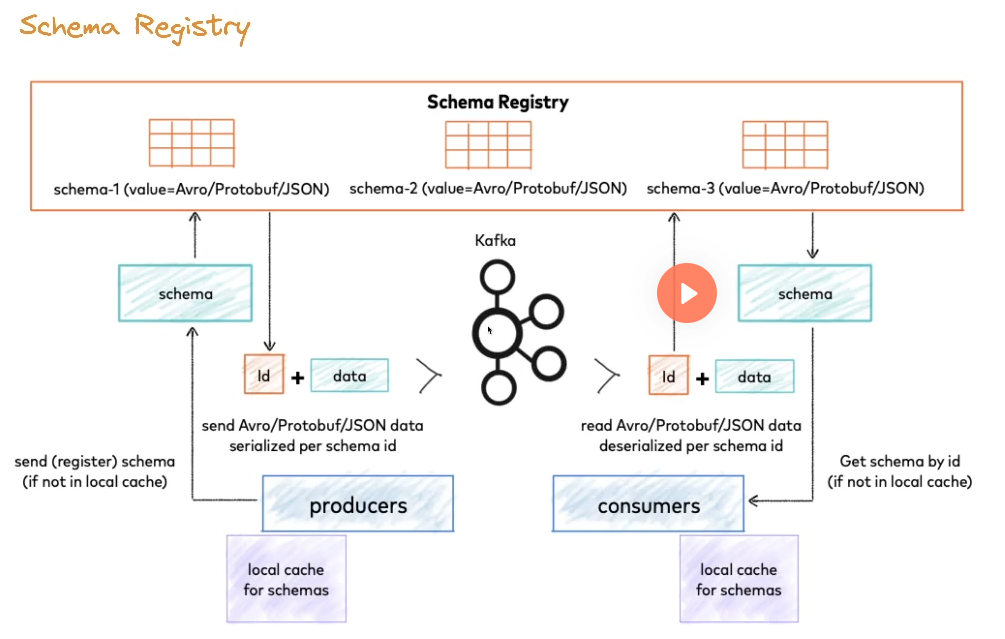 Schema Registry
Schema Registry
schema-1 (value=Avro/Protobuf/JSON)
schema-2 (value=Avro/Protobuf/JSON)
schema-3 (value=Avro/Protobuf/JSON)
Kafka
schema
schema
Id + data
Id + data
send Avro/Protobuf/JSON data
serialized per schema id
read Avro/Protobuf/JSON data
deserialized per schema id
send (register) schema
(if not in local cache)
Get schema by id
(if not in local cache)
producers
consumers
local cache
for schemas
local cache
for schemas